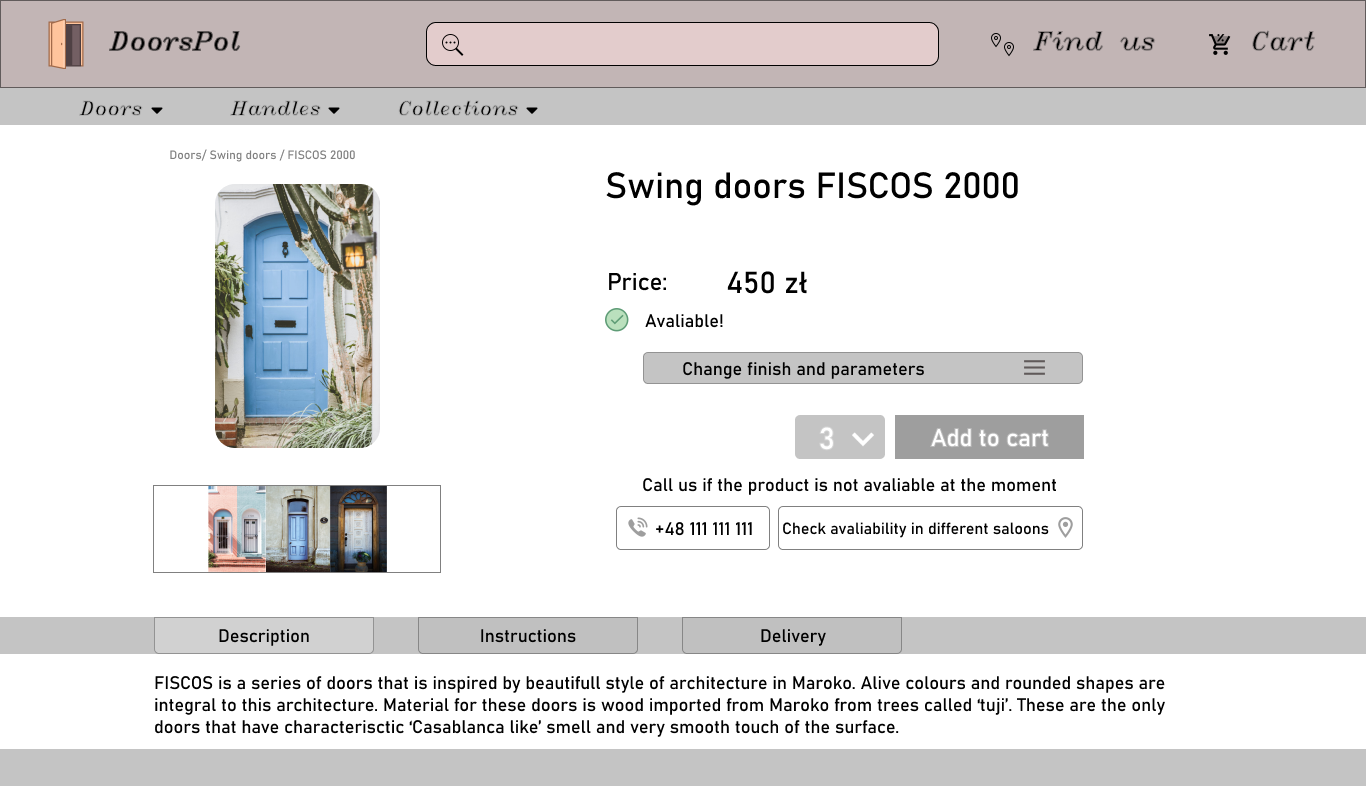 DoorsPol
Find us
Cart
Doors
Handles
Collections
Doors/ Swing doors / FISCOS 2000
Swing doors FISCOS 2000
Price: 450 zł
Avaliable!
Change finish and parameters
3
Add to cart
Call us if the product is not avaliable at the moment
+48 111 111 111
Check avaliability in different saloons
Description
Instructions
Delivery
FISCOS is a series of doors that is inspired by beautifull style of architecture in Maroko. Alive colours and rounded shapes are
integral to this architecture. Material for these doors is wood imported from Maroko from trees called ‘tuji’. These are the only
doors that have characterisctic ‘Casablanca like’ smell and very smooth touch of the surface.